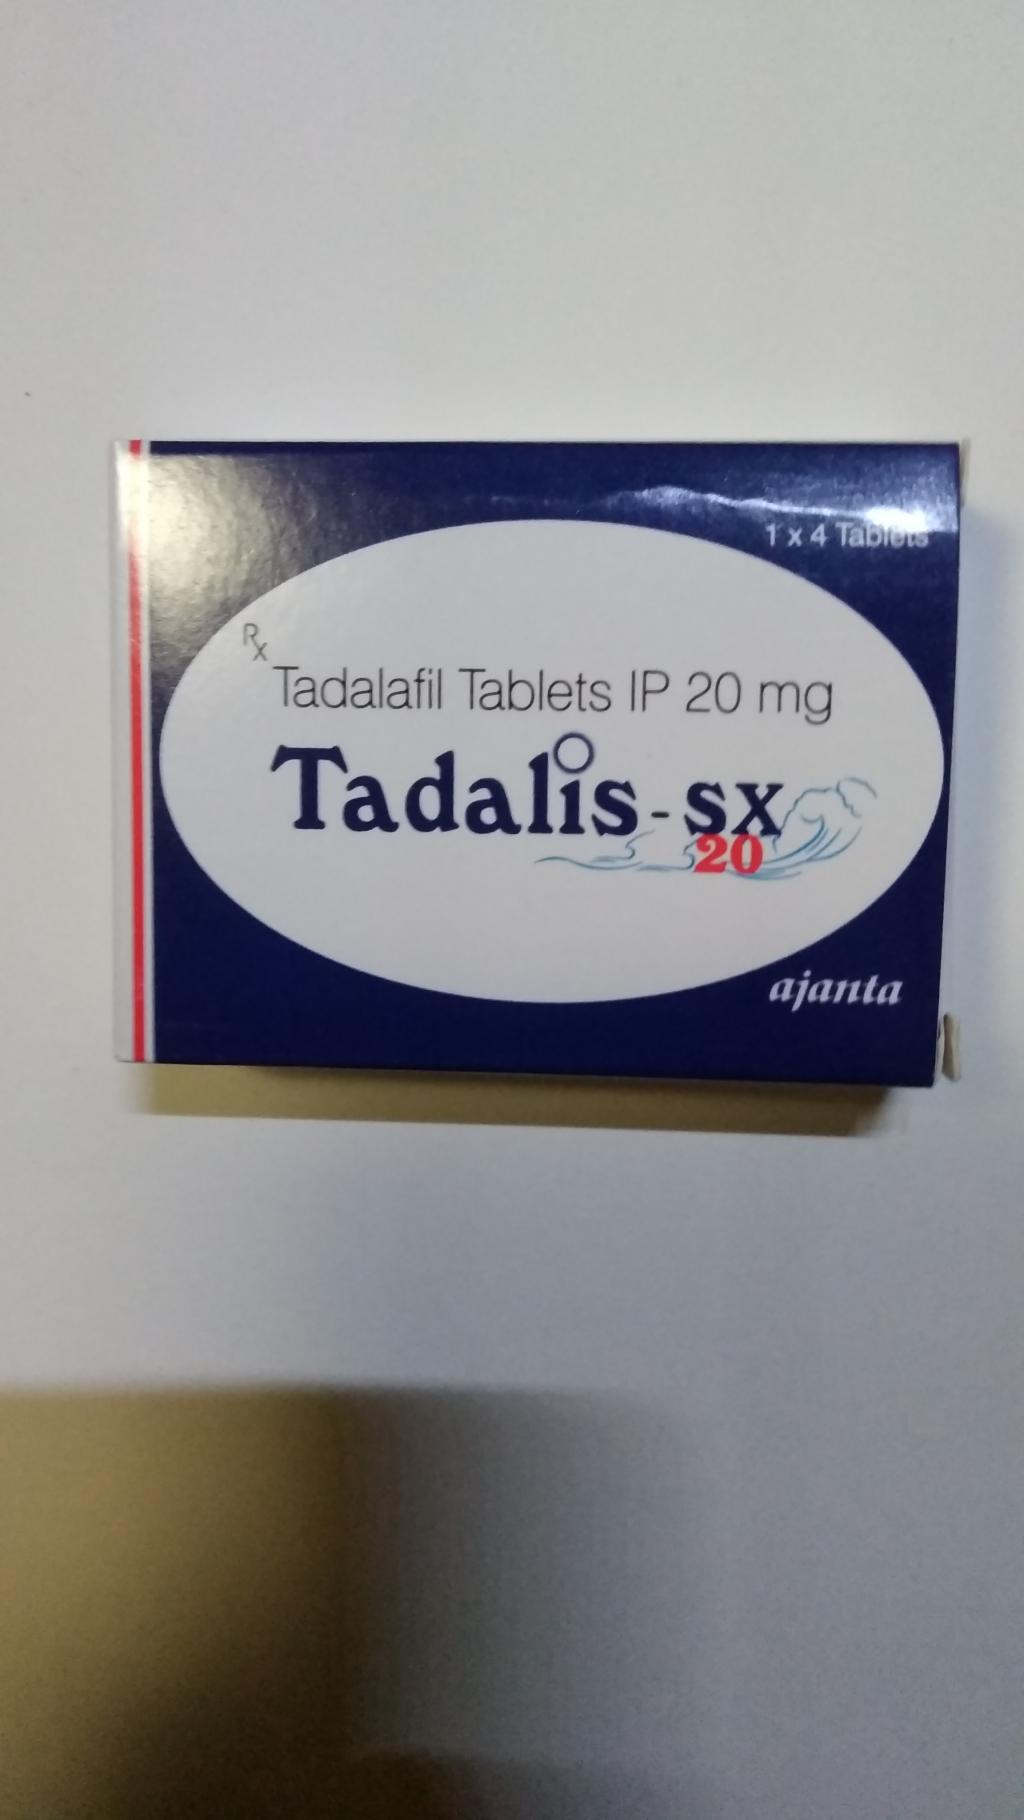 1 x 4 Tablets
Rx
Tadalafil Tablets IP 20 mg
Tadalis-sx
20
ajanta